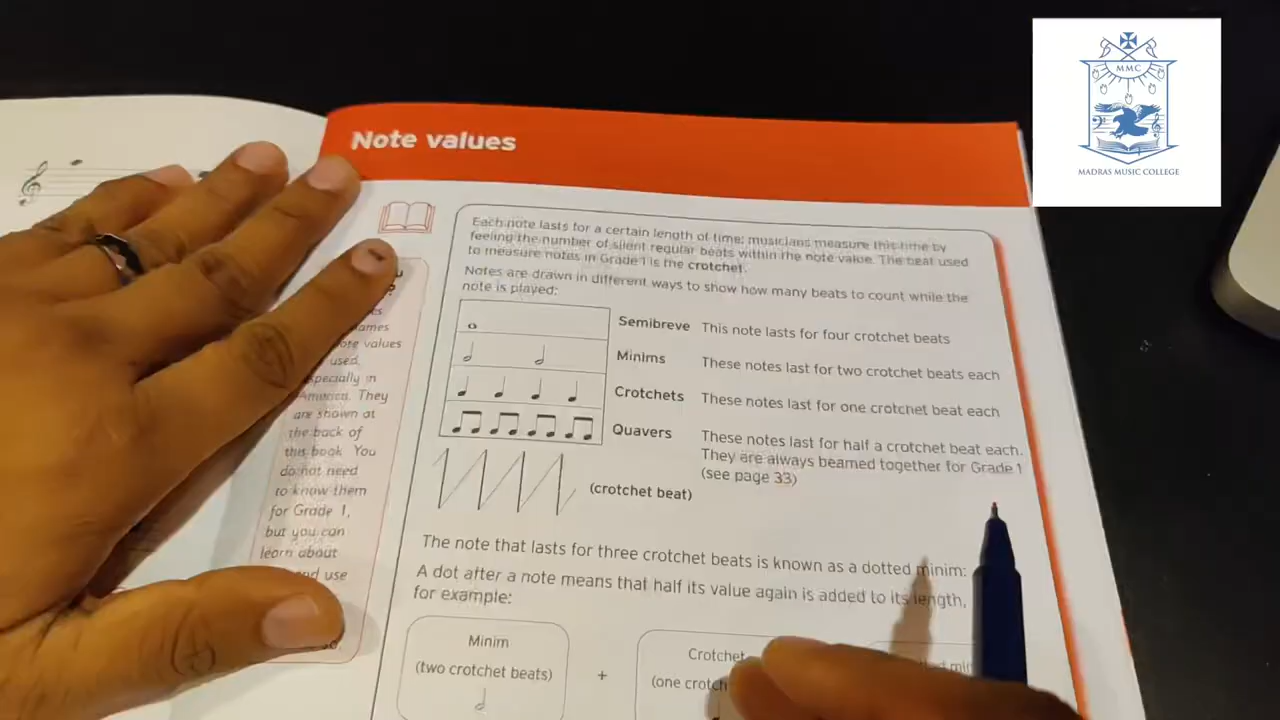 Note values
MMC
MADRAS MUSIC COLLEGE
Each note lasts for a certain length of time; musicians measure this time by
feeling the number of silent regular beats within the note value. The beat used
to measure notes in Grade 1 is the crotchet.
Notes are drawn in different ways to show how many beats to count while the
note is played:
Semibreve This note lasts for four crotchet beats
Minims These notes last for two crotchet beats each
Crotchets These notes last for one crotchet beat each
Quavers These notes last for half a crotchet beat each.
They are always beamed together for Grade 1
(see page 33)
(crotchet beat)
values
used,
especially in
America. They
are shown at
the back of
this book. You
do not need
to know them
for Grade 1,
but you can
learn about
and use
The note that lasts for three crotchet beats is known as a dotted minim:
A dot after a note means that half its value again is added to its length,
for example:
Minim
(two crotchet beats)
+
Crotchet
(one